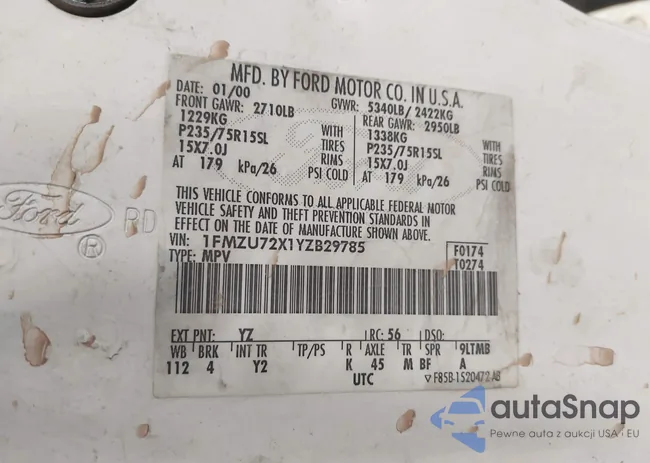 MFD. BY FORD MOTOR CO. IN U.S.A.
DATE: 01/00 GVWR: 5340LB/ 2422KG
FRONT GAWR: 2710LB REAR GAWR: 2950LB
1229KG WITH 1338KG WITH
P235/75R15SL TIRES P235/75R15SL TIRES
15X7.0J RIMS 15X7.0J RIMS
AT 179 kPa/26 PSI COLD AT 179 kPa/26 PSI COLD
THIS VEHICLE CONFORMS TO ALL APPLICABLE FEDERAL MOTOR
VEHICLE SAFETY AND THEFT PREVENTION STANDARDS IN
EFFECT ON THE DATE OF MANUFACTURE SHOWN ABOVE.
VIN: 1FMZU72X1YZB29785 F0174
TYPE: MPV T0274
EXT PNT: YZ RC: 56 DSO:
WB BRK INT TR TP/PS R AXLE TR SPR 9LTMB
112 4 Y2 K 45 M BF A
UTC F85B-1520472 AB
Ford RD
®
autaSnap
Pewne auta z aukcji USA i EU